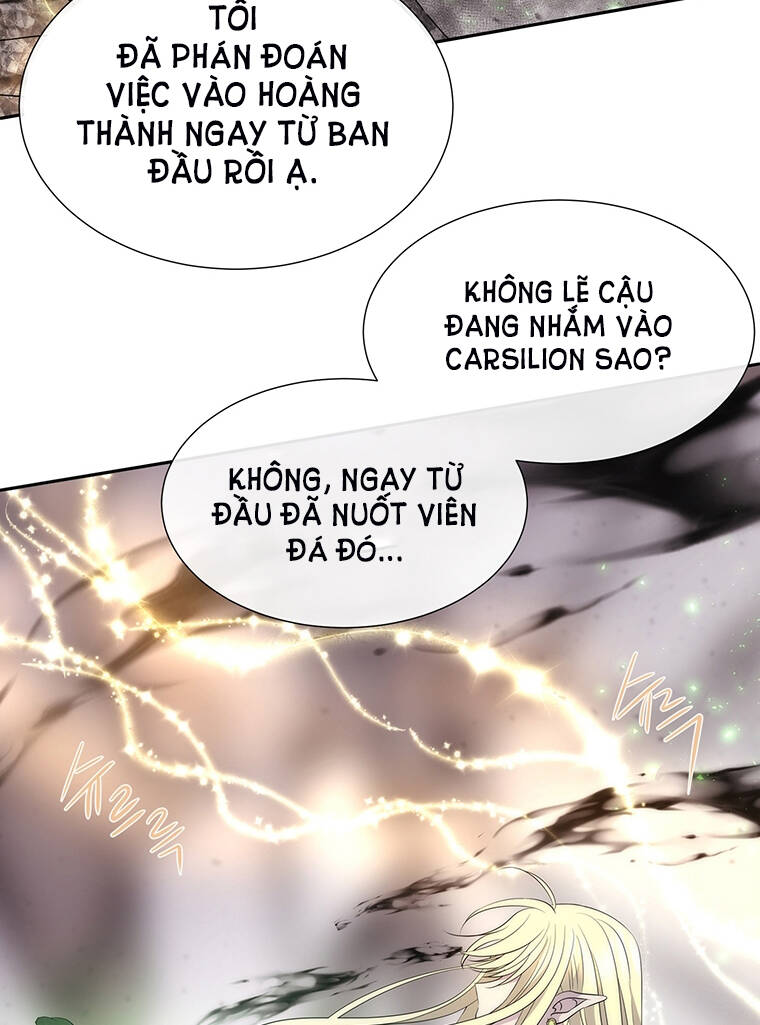 TÔI
ĐÃ PHÁN ĐOÁN
VIỆC VÀO HOÀNG
THÀNH NGAY TỪ BAN
ĐẦU RỒI Ạ.
KHÔNG LẼ CẬU
ĐANG NHẮM VÀO
CARSILION SAO?
KHÔNG, NGAY TỪ
ĐẦU ĐÃ NUỐT VIÊN
ĐÁ ĐÓ...